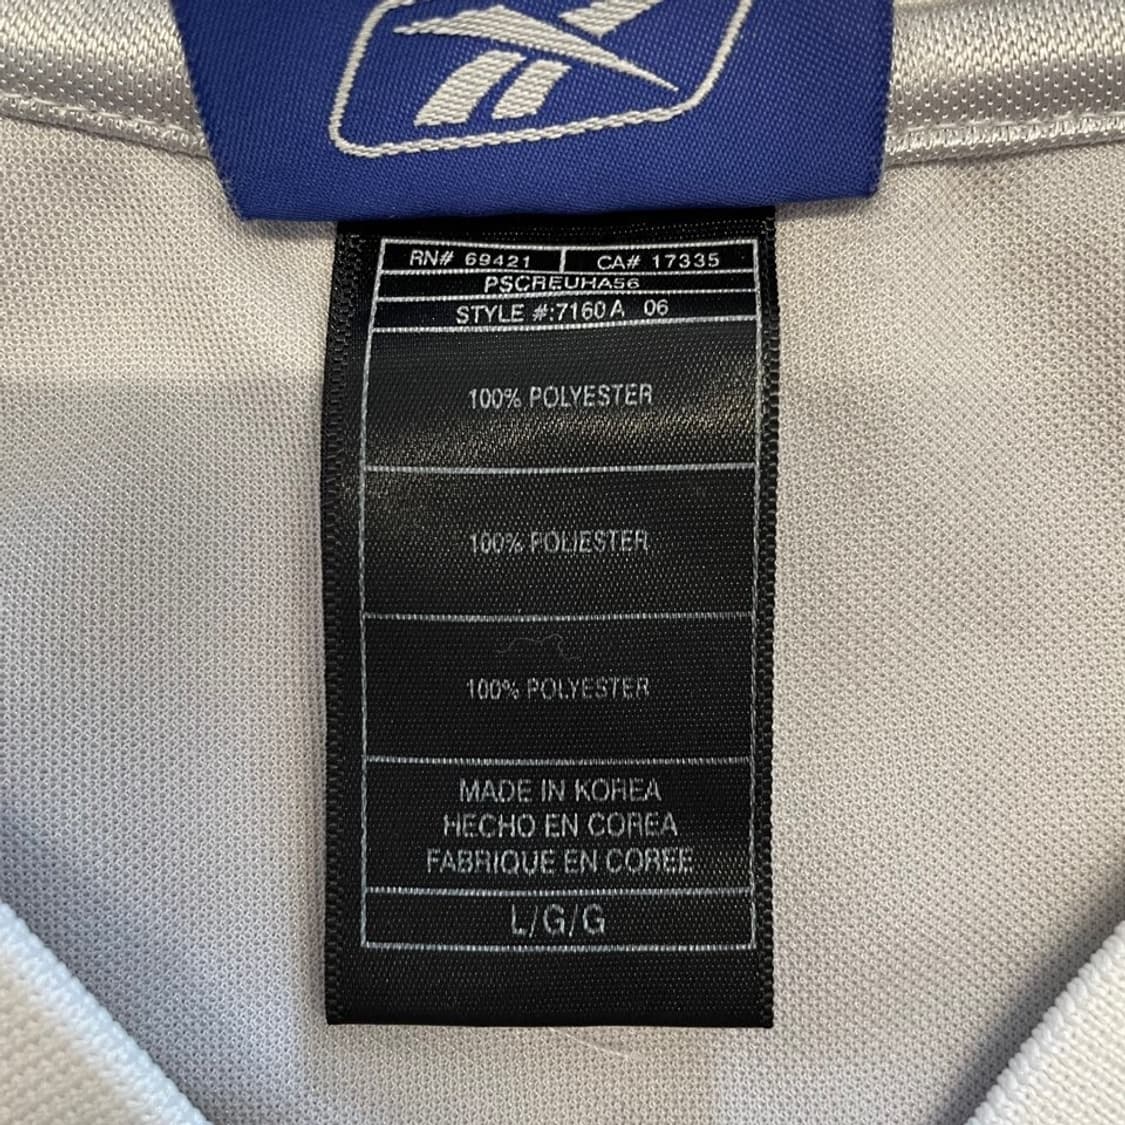 RN# 69421 CA# 17335
PSCREUHA56
STYLE #:7160A 06
100% POLYESTER
100% POLIESTER
100% POLYESTER
MADE IN KOREA
HECHO EN COREA
FABRIQUE EN COREE
L/G/G